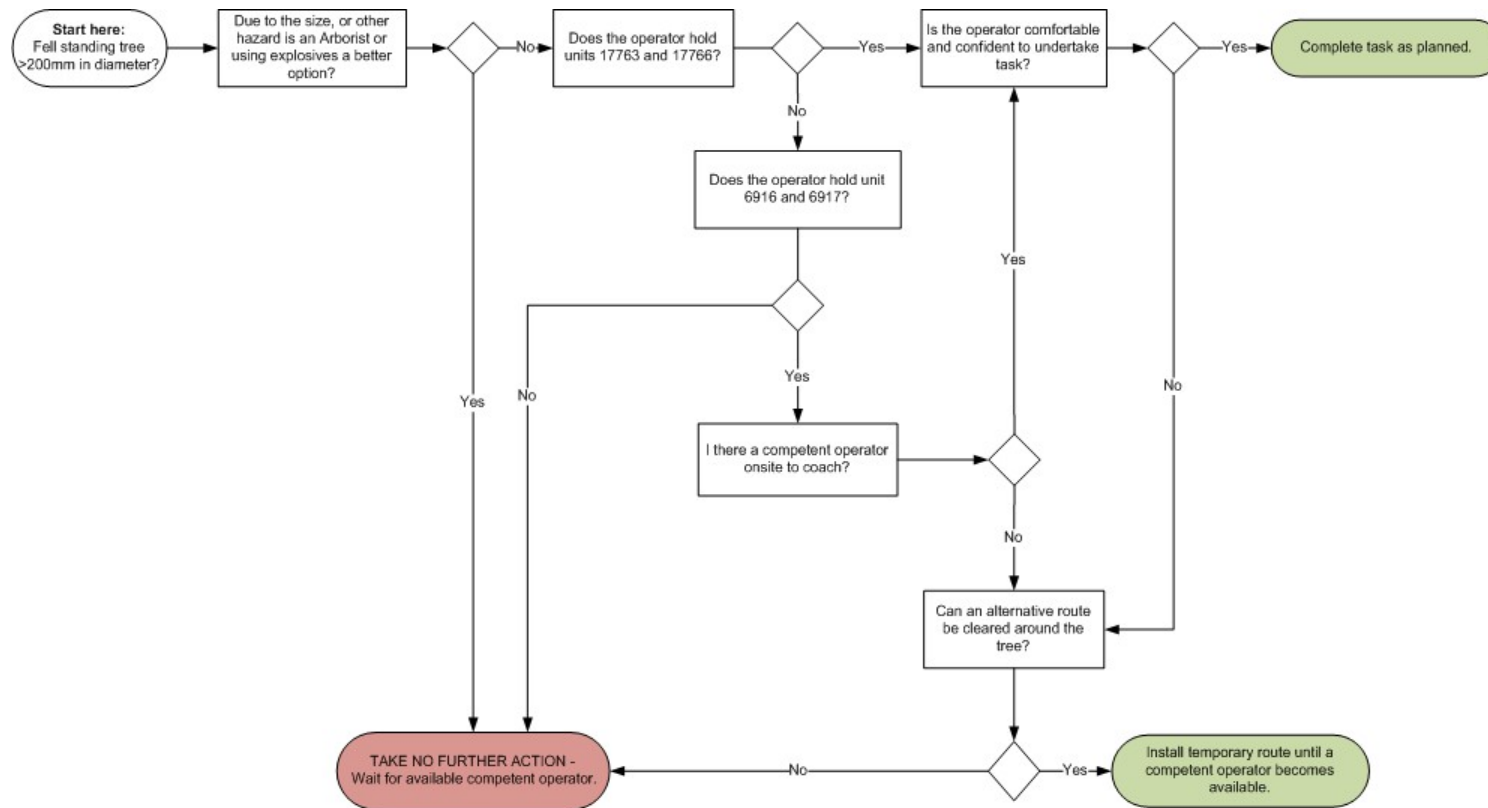 Start here:
Fell standing tree
>200mm in diameter?
Due to the size, or other
hazard is an Arborist or
using explosives a better
option?
No
Does the operator hold
units 17763 and 17766?
Yes
Is the operator comfortable
and confident to undertake
task?
Yes
Complete task as planned.
No
Does the operator hold unit
6916 and 6917?
Yes
Yes
No
Yes
No
I there a competent operator
onsite to coach?
No
Can an alternative route
be cleared around the
tree?
TAKE NO FURTHER ACTION -
Wait for available competent operator.
No
Yes
Install temporary route until a
competent operator becomes
available.